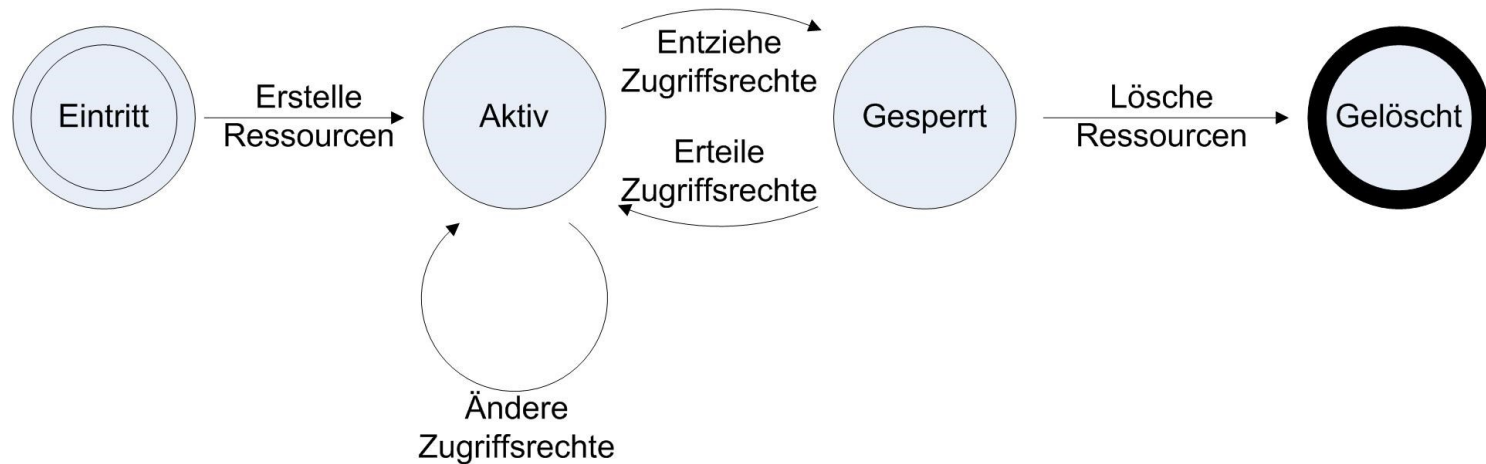 Eintritt
Erstelle
Ressourcen
Aktiv
Entziehe
Zugriffsrechte
Erteile
Zugriffsrechte
Gesperrt
Lösche
Ressourcen
Gelöscht
Ändere
Zugriffsrechte